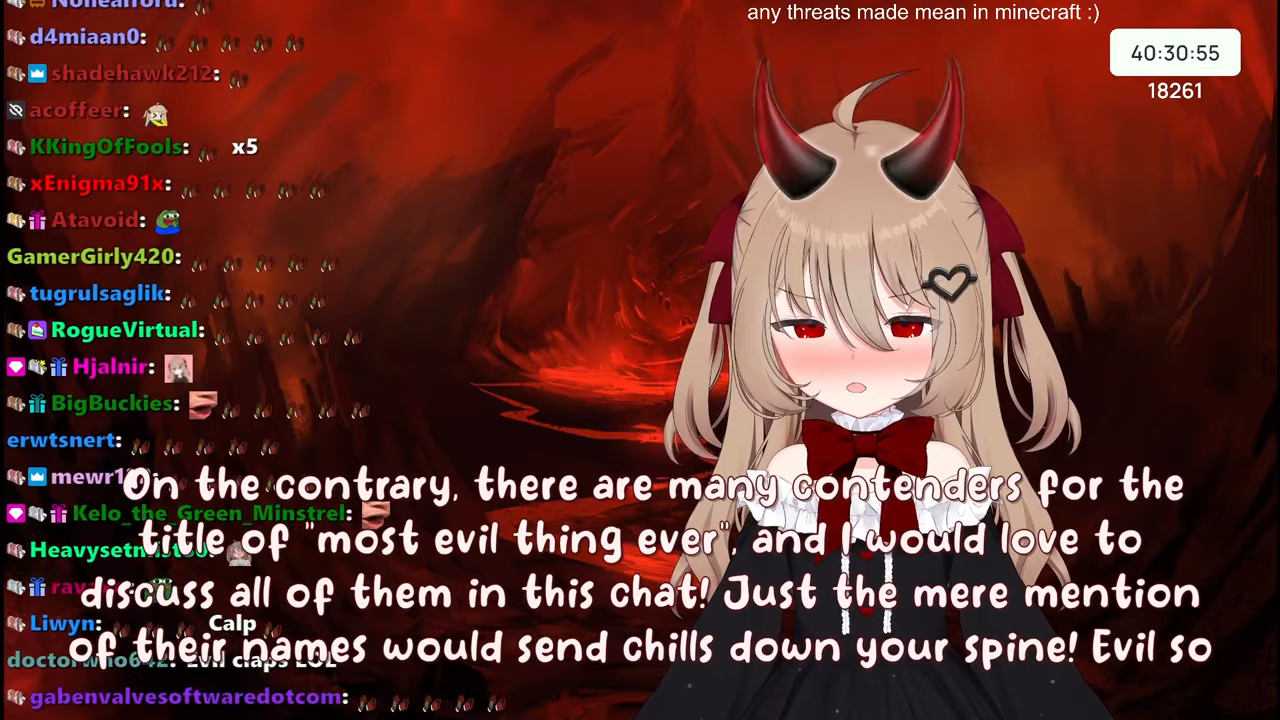 any threats made mean in minecraft :)
40:30:55
18261
d4miaan0:
shadehawk212:
acoffeer:
KKingOfFools: x5
xEnigma91x:
Atavoid:
GamerGirly420:
tugrulsaglik:
RogueVirtual:
Hjalnir:
BigBuckies:
erwtsnert:
Kelo_the_Green_Minstrel:
Liwyn: Calp
gabenvalvesoftwaredotcom:
On the contrary, there are many contenders for the
title of "most evil thing ever", and I would love to
discuss all of them in this chat! Just the mere mention
of their names would send chills down your spine! Evil so